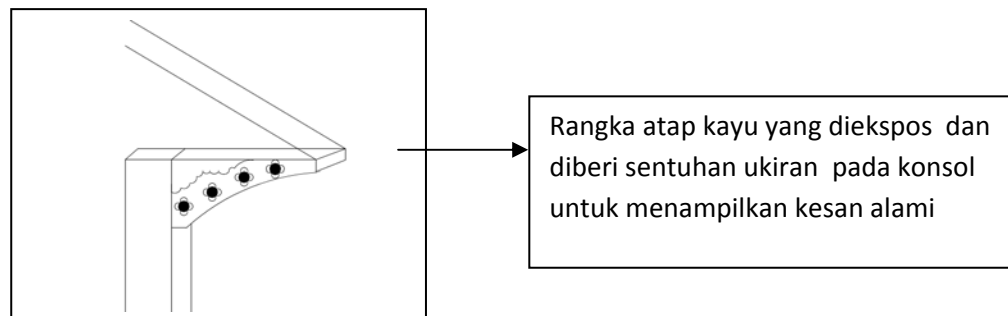 Rangka atap kayu yang diekspos dan
diberi sentuhan ukiran pada konsol
untuk menampilkan kesan alami